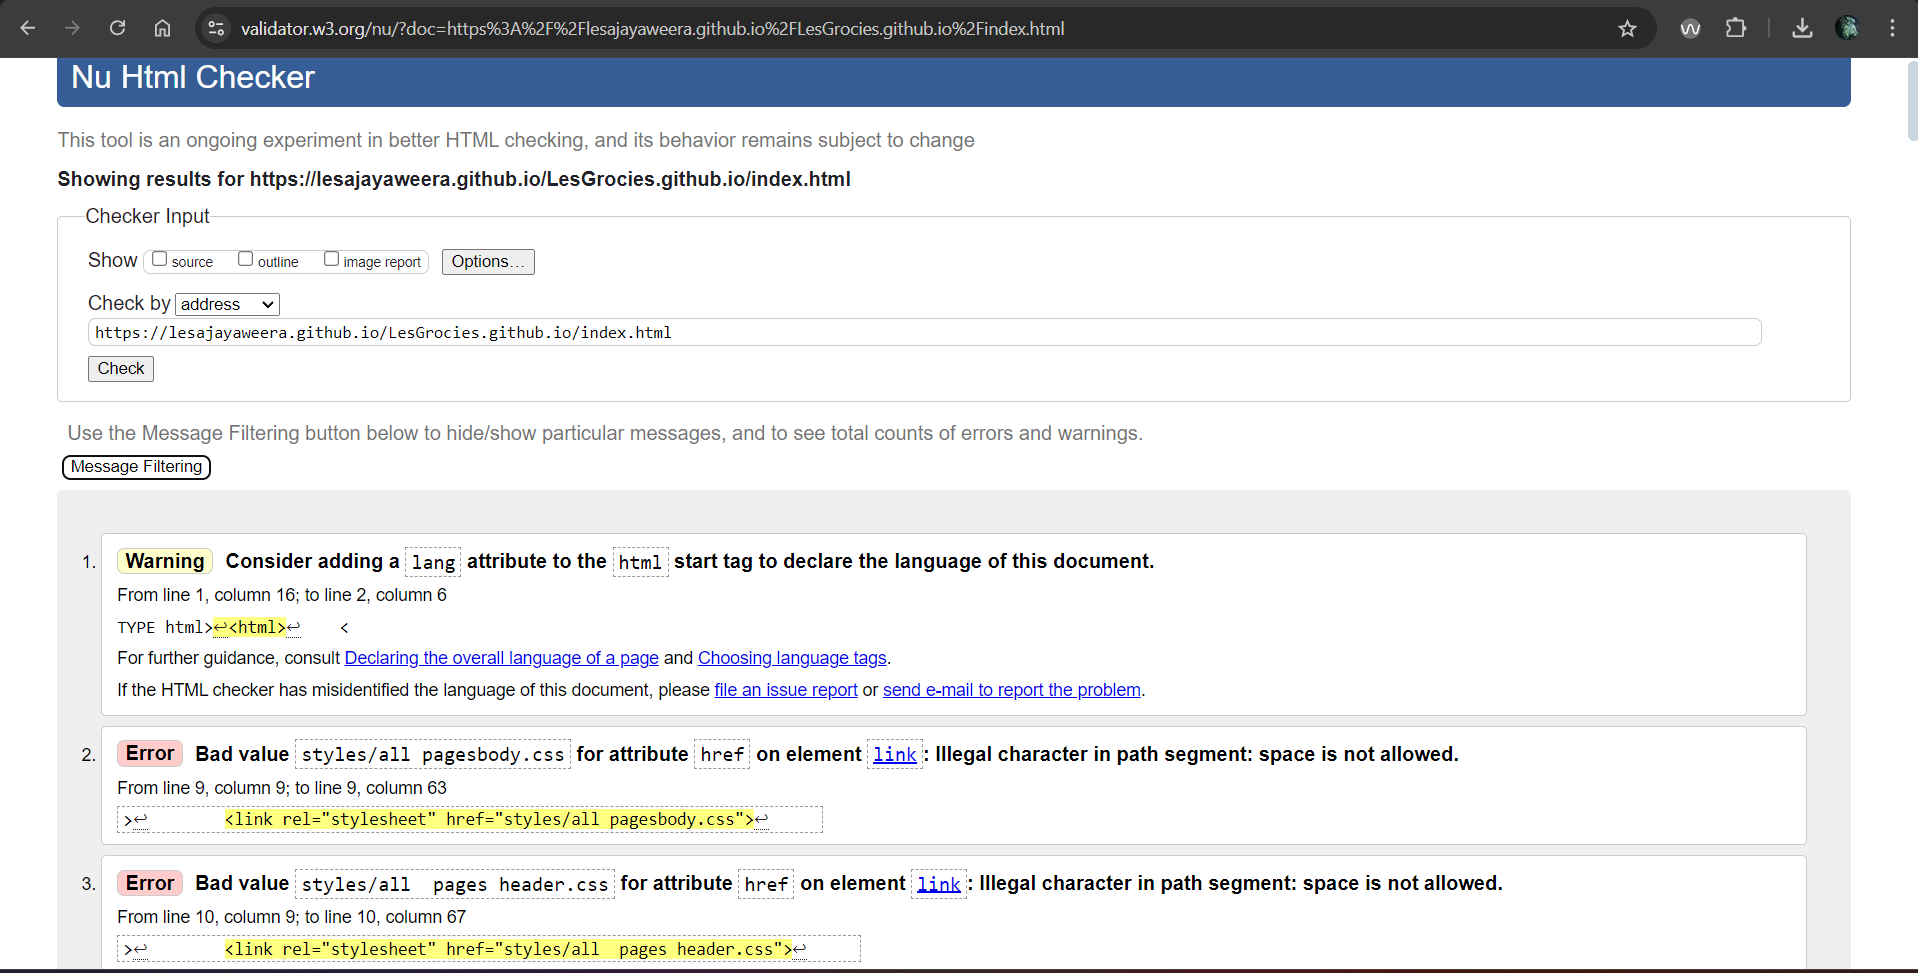 validator.w3.org/nu/?doc=https%3A%2F%2Flesajayaweera.github.io%2FLesGrocies.github.io%2Findex.html
Nu Html Checker
This tool is an ongoing experiment in better HTML checking, and its behavior remains subject to change
Showing results for https://lesajayaweera.github.io/LesGrocies.github.io/index.html
Checker Input
Show source outline image report Options...
Check by address
https://lesajayaweera.github.io/LesGrocies.github.io/index.html
Check
Use the Message Filtering button below to hide/show particular messages, and to see total counts of errors and warnings.
Message Filtering
1. Warning Consider adding a lang attribute to the html start tag to declare the language of this document.
From line 1, column 16; to line 2, column 6
TYPE html>↩<html>↩    <
For further guidance, consult Declaring the overall language of a page and Choosing language tags.
If the HTML checker has misidentified the language of this document, please file an issue report or send e-mail to report the problem.
2. Error Bad value styles/all pagesbody.css for attribute href on element link: Illegal character in path segment: space is not allowed.
From line 9, column 9; to line 9, column 63
>↩        <link rel="stylesheet" href="styles/all pagesbody.css">↩
3. Error Bad value styles/all  pages header.css for attribute href on element link: Illegal character in path segment: space is not allowed.
From line 10, column 9; to line 10, column 67
>↩        <link rel="stylesheet" href="styles/all  pages header.css">↩